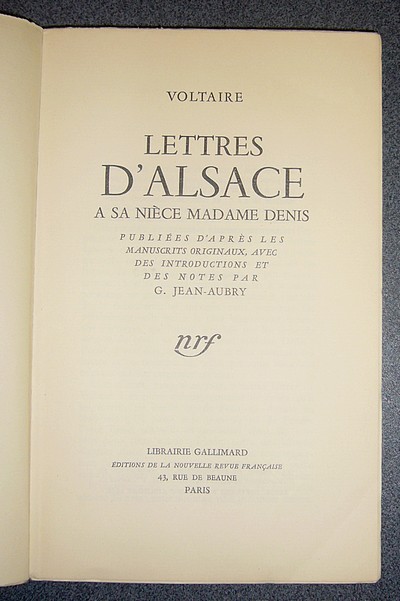 VOLTAIRE
LETTRES
D'ALSACE
A SA NIÈCE MADAME DENIS
PUBLIÉES D'APRÈS LES
MANUSCRITS ORIGINAUX, AVEC
DES INTRODUCTIONS ET
DES NOTES PAR
G. JEAN-AUBRY
nrf
LIBRAIRIE GALLIMARD
EDITIONS DE LA NOUVELLE REVUE FRANÇAISE
43, RUE DE BEAUNE
PARIS